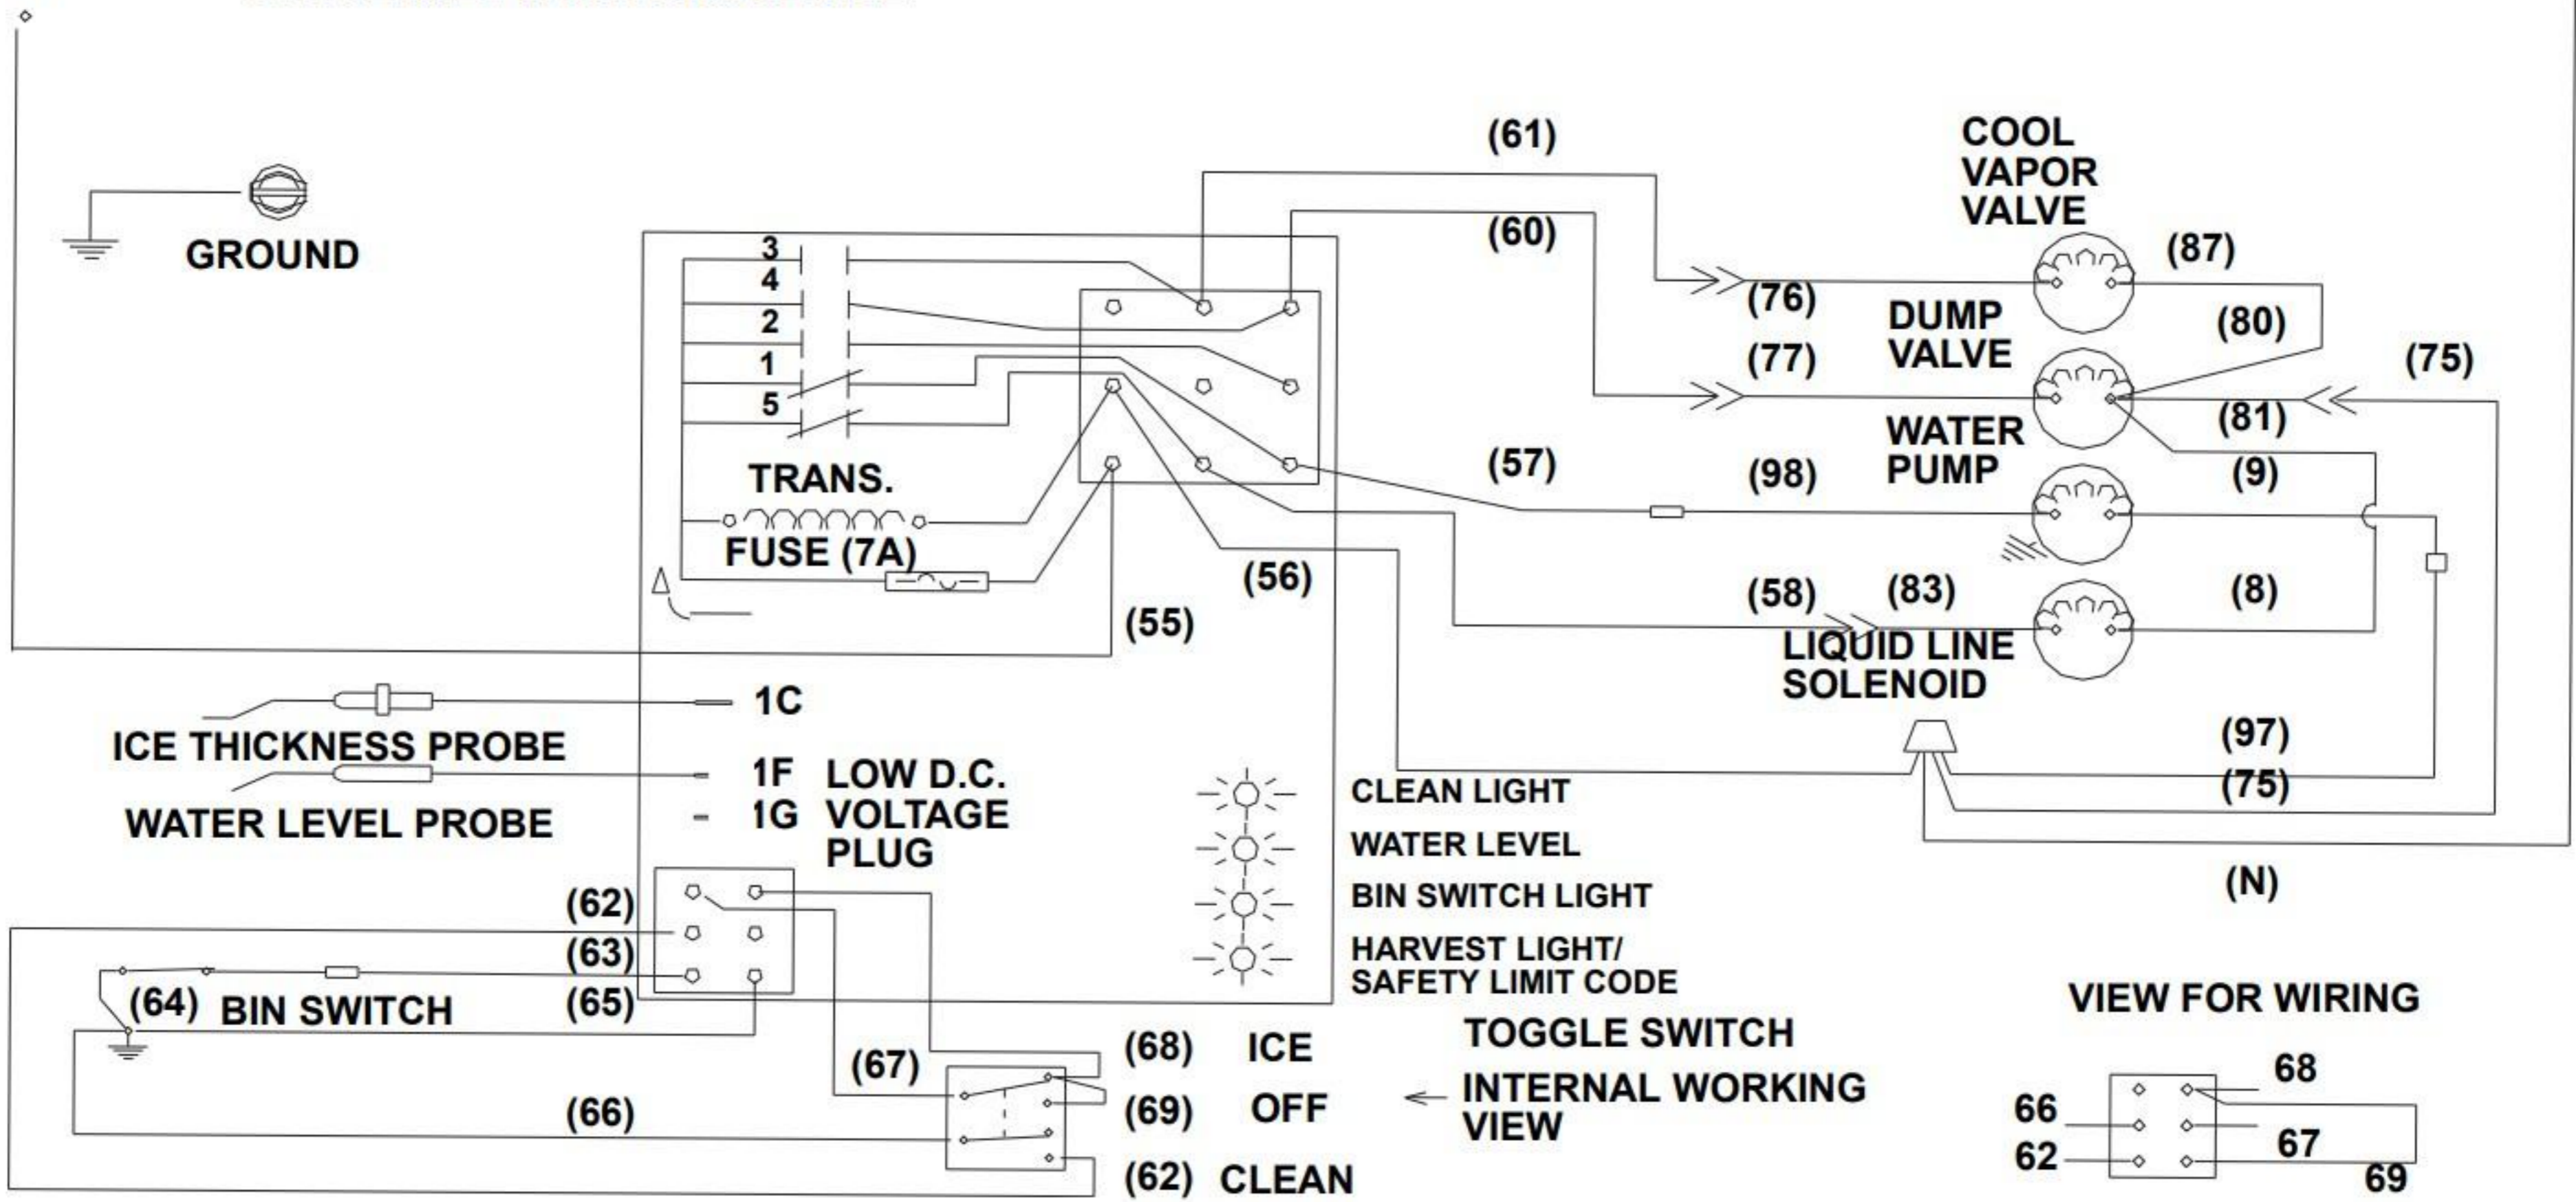 (61)
COOL
VAPOR
VALVE
(87)
GROUND
(60)
3
4
2
1
5
(76)
DUMP
VALVE
(80)
(77)
(75)
(81)
WATER
PUMP
(57)
(98)
(9)
TRANS.
FUSE (7A)
(56)
(58)
(83)
(8)
(55)
LIQUID LINE
SOLENOID
1C
ICE THICKNESS PROBE
(97)
(75)
1F LOW D.C.
1G VOLTAGE
PLUG
WATER LEVEL PROBE
CLEAN LIGHT
WATER LEVEL
BIN SWITCH LIGHT
HARVEST LIGHT/
SAFETY LIMIT CODE
(N)
(62)
(63)
(64) BIN SWITCH
(65)
VIEW FOR WIRING
(67)
(68) ICE
TOGGLE SWITCH
INTERNAL WORKING
VIEW
(66)
(69) OFF
(62) CLEAN
68
66
67
62
69